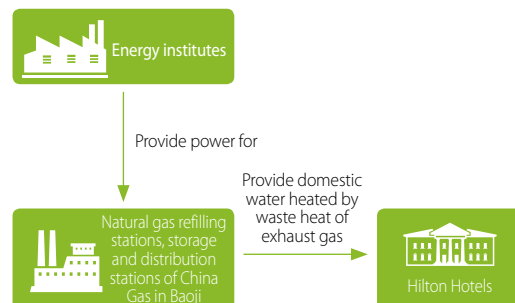 Energy institutes
Provide power for
Provide domestic
water heated by
waste heat of
exhaust gas
Natural gas refilling
stations, storage
and distribution
stations of China
Gas in Baoji
Hilton Hotels